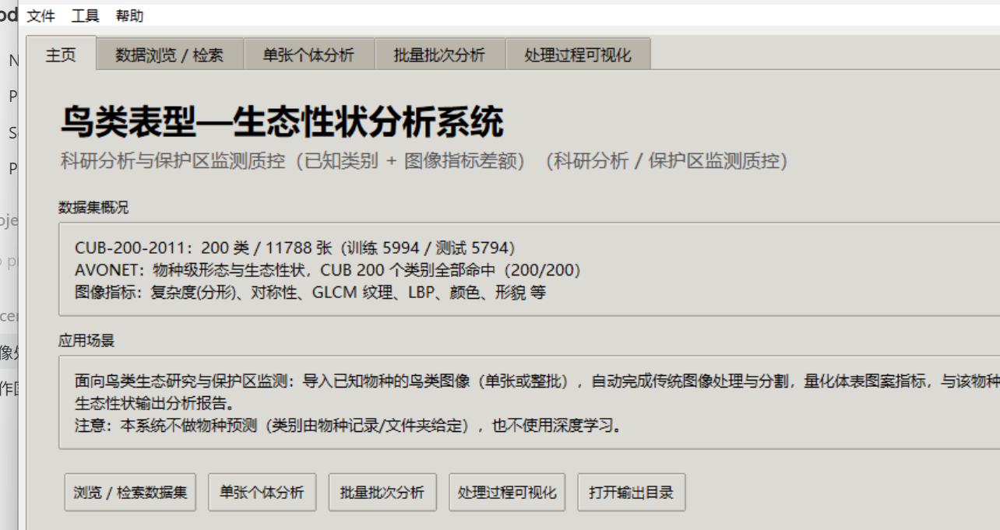 文件 工具 帮助
主页 数据浏览 / 检索 单张个体分析 批量批次分析 处理过程可视化
鸟类表型—生态性状分析系统
科研分析与保护区监测质控（已知类别 + 图像指标差额）（科研分析 / 保护区监测质控）
数据集概况
CUB-200-2011：200 类 / 11788 张（训练 5994 / 测试 5794）
AVONET：物种级形态与生态性状，CUB 200 个类别全部命中（200/200）
图像指标：复杂度(分形)、对称性、GLCM 纹理、LBP、颜色、形貌 等
应用场景
面向鸟类生态研究与保护区监测：导入已知物种的鸟类图像（单张或整批），自动完成传统图像处理与分割，量化体表图案指标，与该物种
生态性状输出分析报告。
注意：本系统不做物种预测（类别由物种记录/文件夹给定），也不使用深度学习。
浏览 / 检索数据集 单张个体分析 批量批次分析 处理过程可视化 打开输出目录